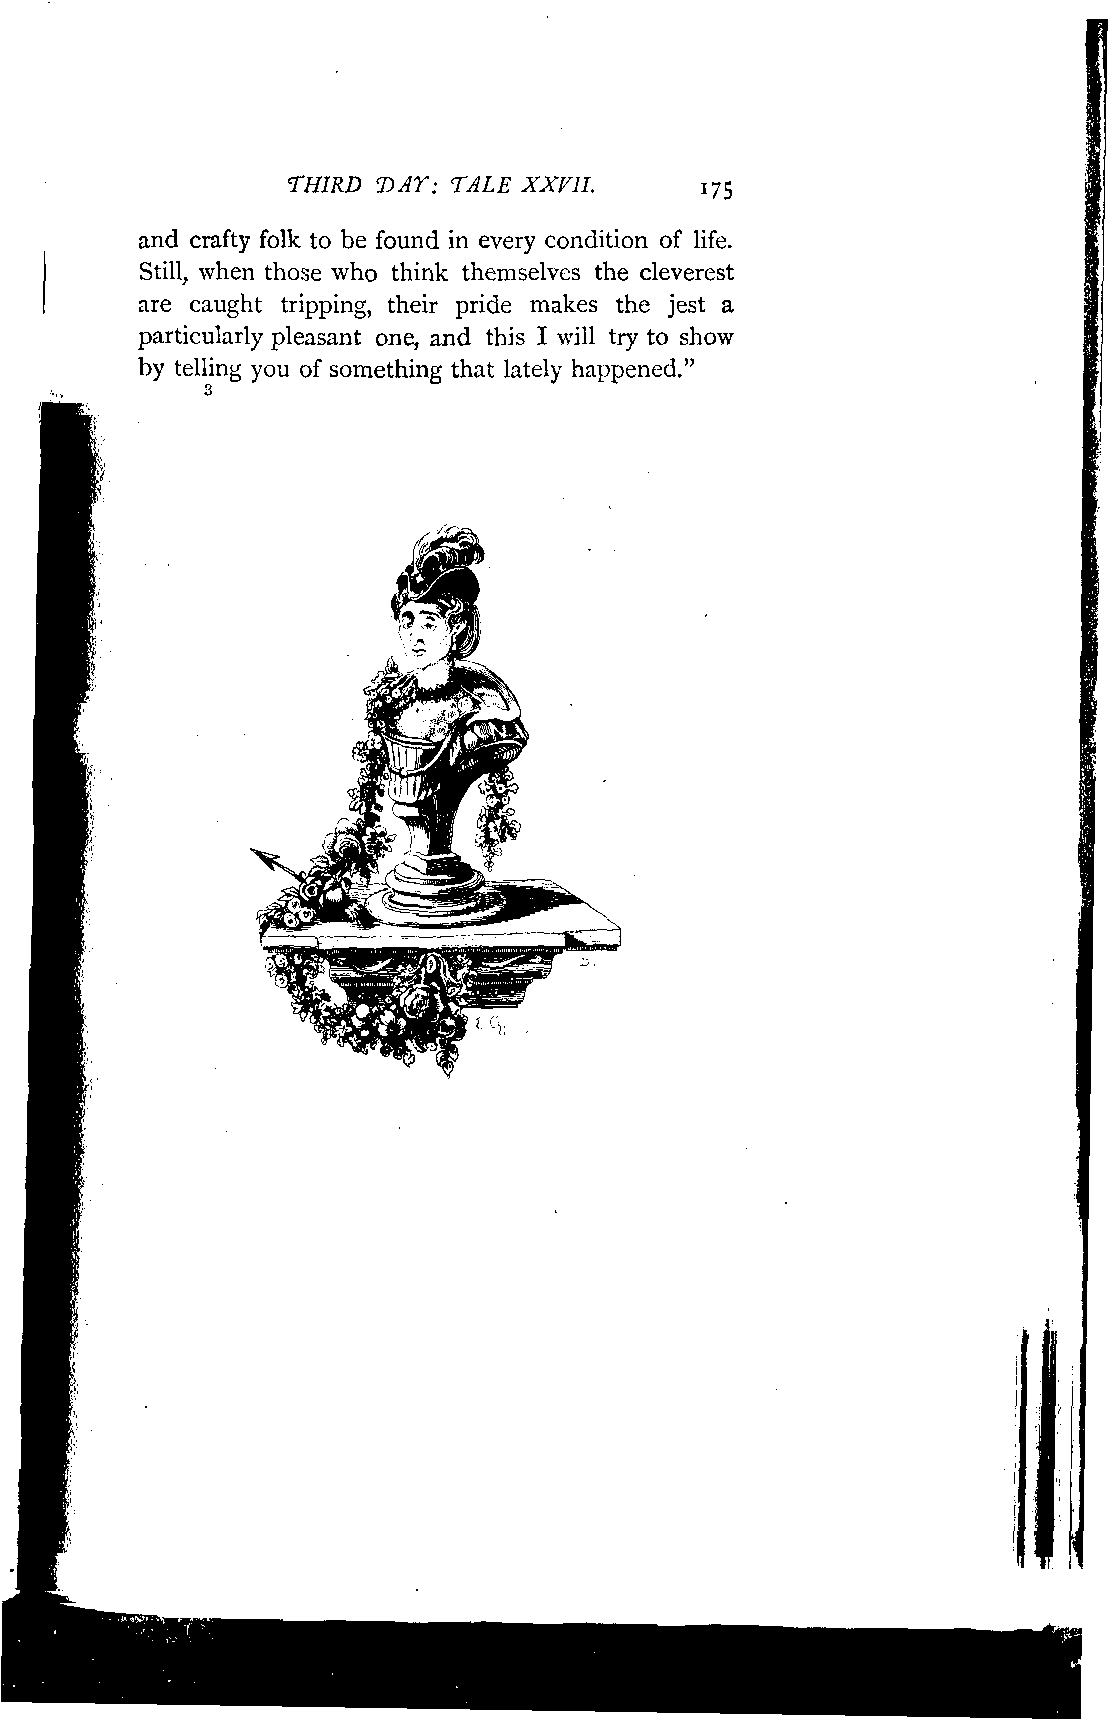 THIRD DAY: TALE XXVII. 175
and crafty folk to be found in every condition of life.
Still, when those who think themselves the cleverest
are caught tripping, their pride makes the jest a
particularly pleasant one, and this I will try to show
by telling you of something that lately happened.”
3
D.